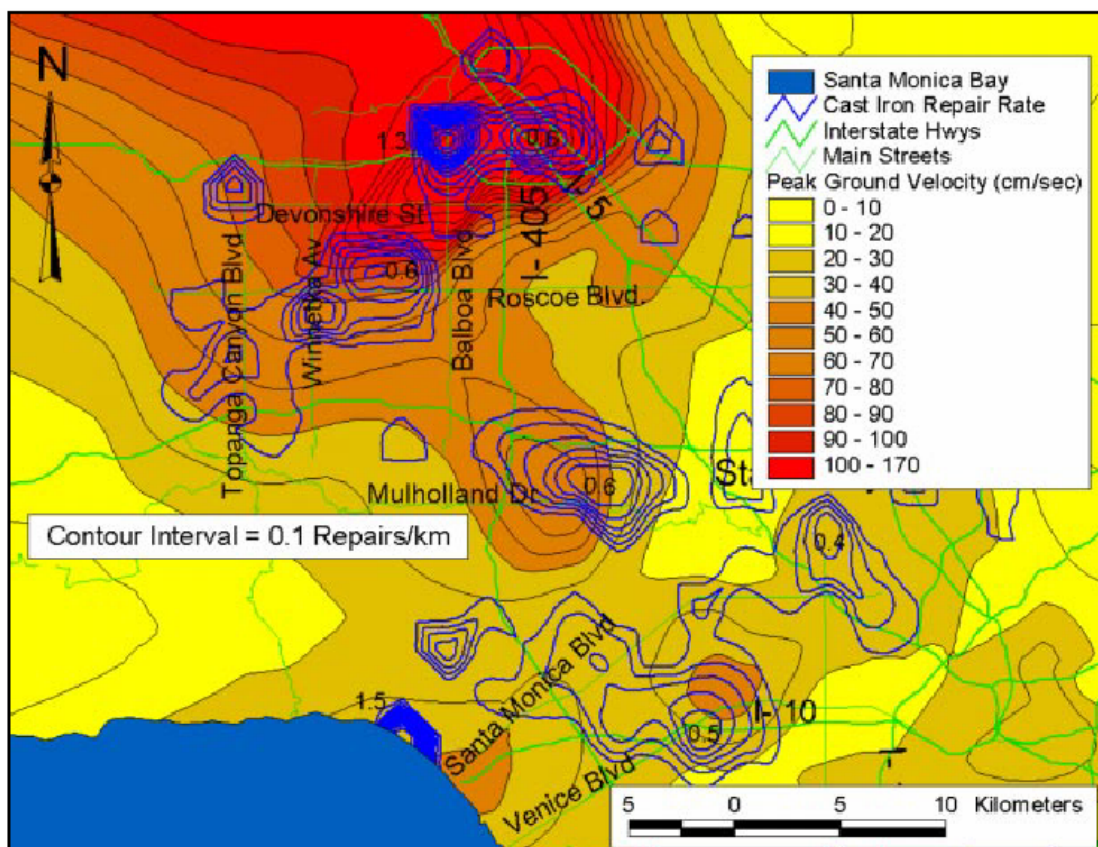 N
Santa Monica Bay
Cast Iron Repair Rate
Interstate Hwys
Main Streets
Peak Ground Velocity (cm/sec)
0 - 10
10 - 20
20 - 30
30 - 40
40 - 50
50 - 60
60 - 70
70 - 80
80 - 90
90 - 100
100 - 170
1.3
0.6
I-5
I-405
Devonshire St
Topanga Canyon Blvd
Winnetka Av
Balboa Blvd
0.6
Roscoe Blvd.
Sta
Mulholland Dr.
0.6
Contour Interval = 0.1 Repairs/km
0.4
Santa Monica Blvd
1.5
I-10
0.5
Venice Blvd
5 0 5 10 Kilometers